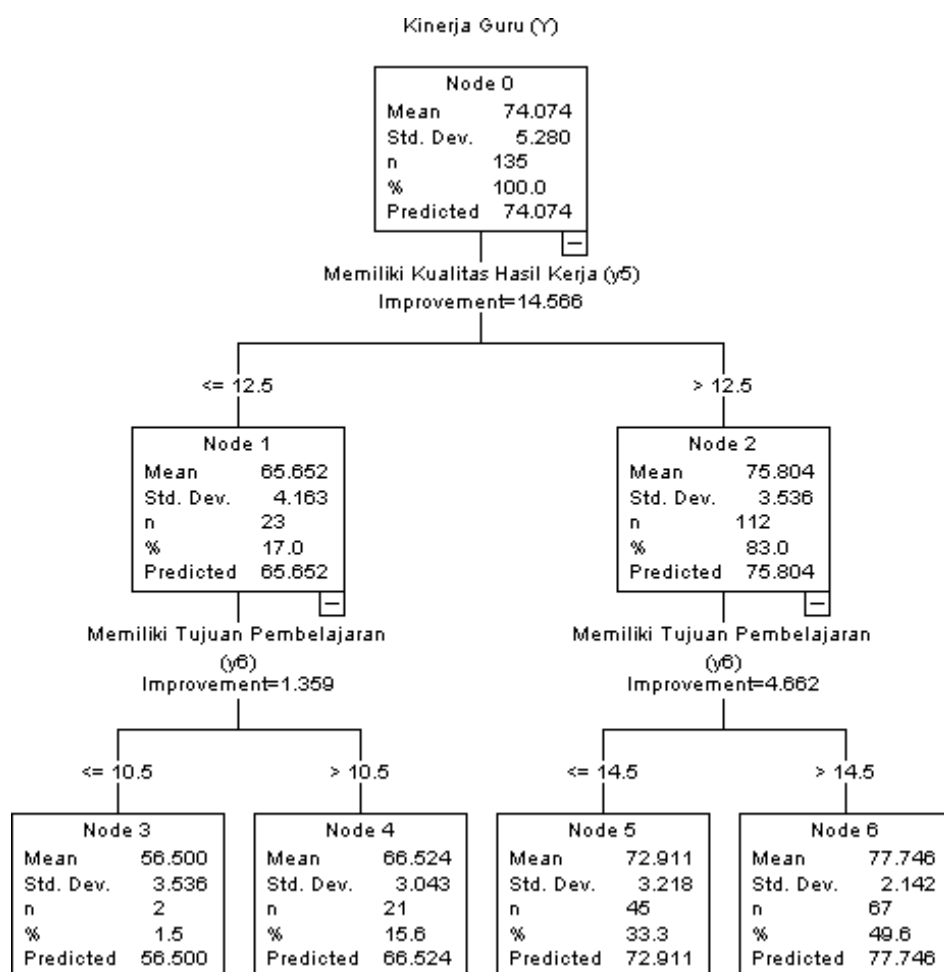 Kinerja Guru (Y)
Node 0
Mean 74.074
Std. Dev. 5.280
n 135
% 100.0
Predicted 74.074
Memiliki Kualitas Hasil Kerja (y5)
Improvement=14.566
<= 12.5
> 12.5
Node 1
Mean 65.652
Std. Dev. 4.163
n 23
% 17.0
Predicted 65.652
Node 2
Mean 75.804
Std. Dev. 3.536
n 112
% 83.0
Predicted 75.804
Memiliki Tujuan Pembelajaran
(y6)
Improvement=1.359
Memiliki Tujuan Pembelajaran
(y6)
Improvement=4.662
<= 10.5
> 10.5
<= 14.5
> 14.5
Node 3
Mean 56.500
Std. Dev. 3.536
n 2
% 1.5
Predicted 56.500
Node 4
Mean 66.524
Std. Dev. 3.043
n 21
% 15.6
Predicted 66.524
Node 5
Mean 72.911
Std. Dev. 3.218
n 45
% 33.3
Predicted 72.911
Node 6
Mean 77.746
Std. Dev. 2.142
n 67
% 49.6
Predicted 77.746